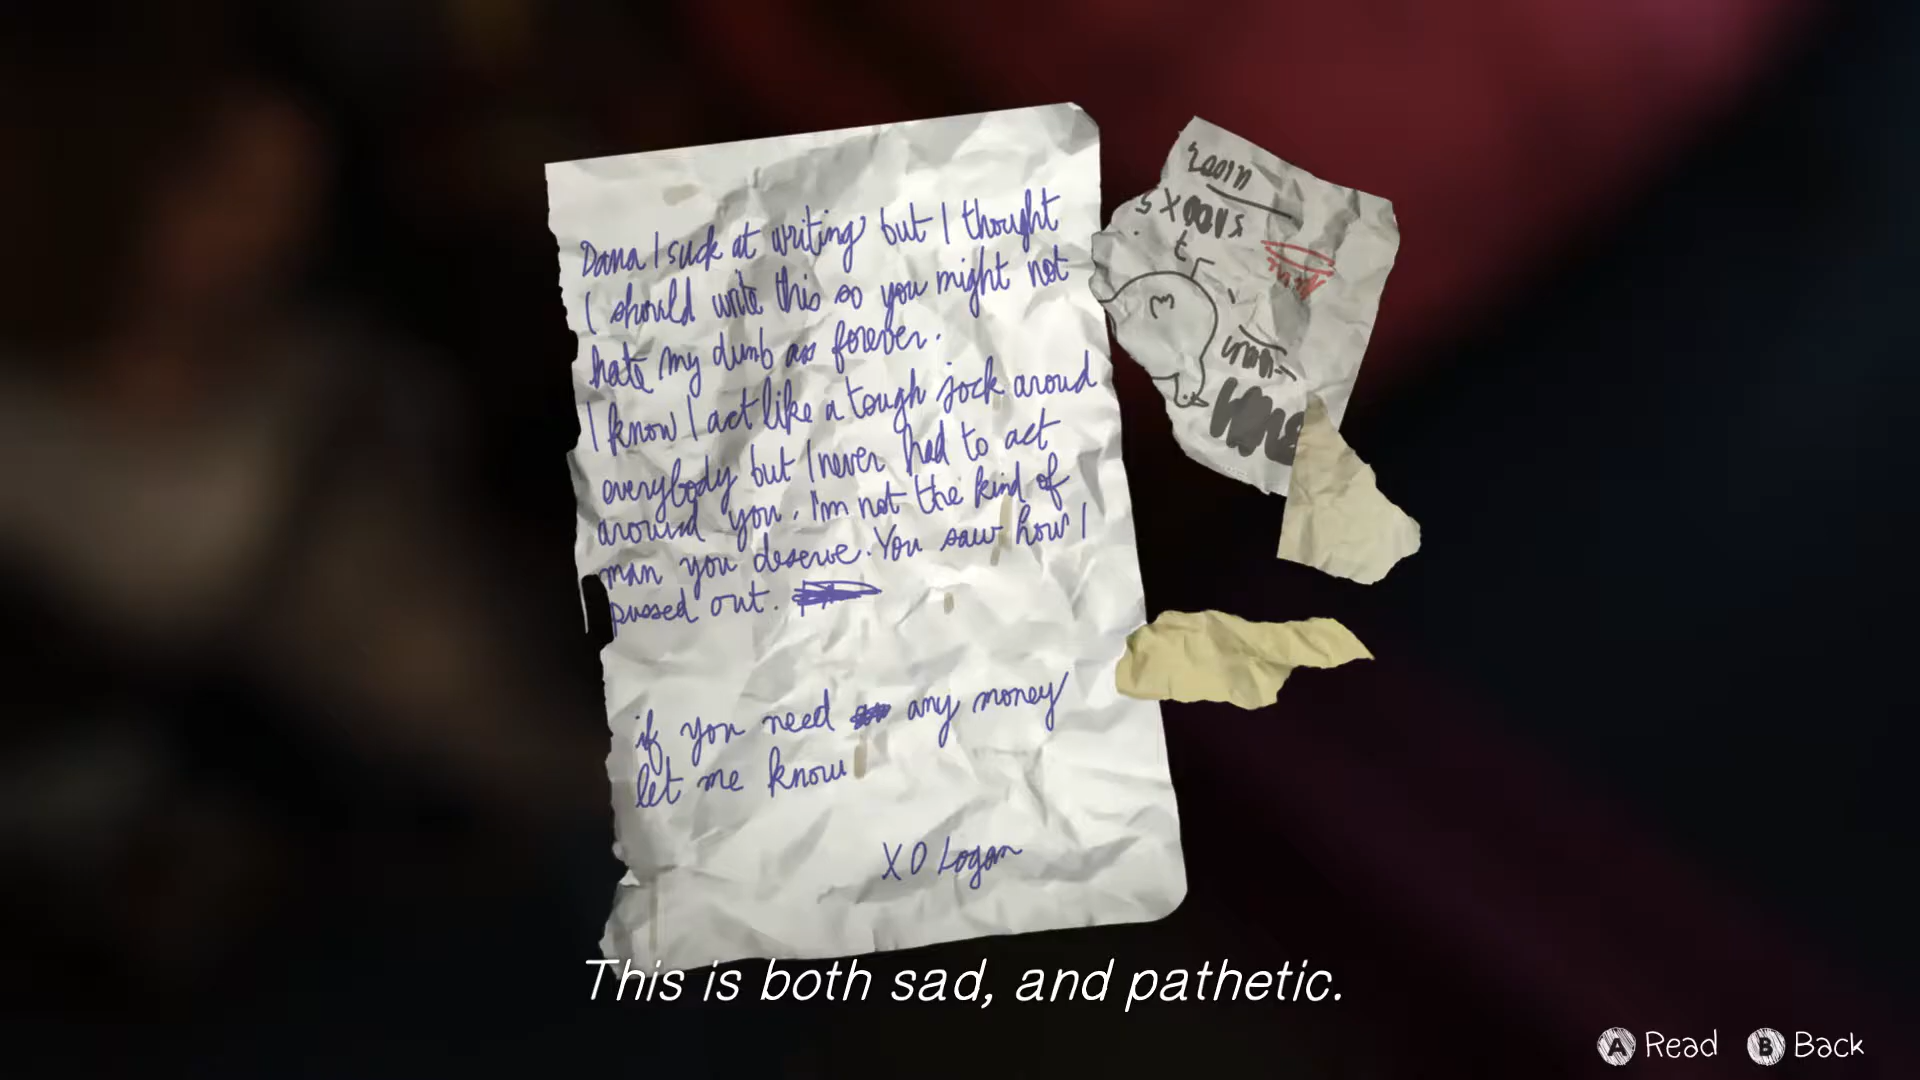 Dana I suck at writing but I thought
I should write this so you might not
hate my dumb ass forever.
I know I act like a tough jock aroud
everybody but I never had to act
around you. I'm not the kind of
man you deserve. You saw how I
pussed out.
if you need any money
let me know
XO Logan
This is both sad, and pathetic.
A Read B Back